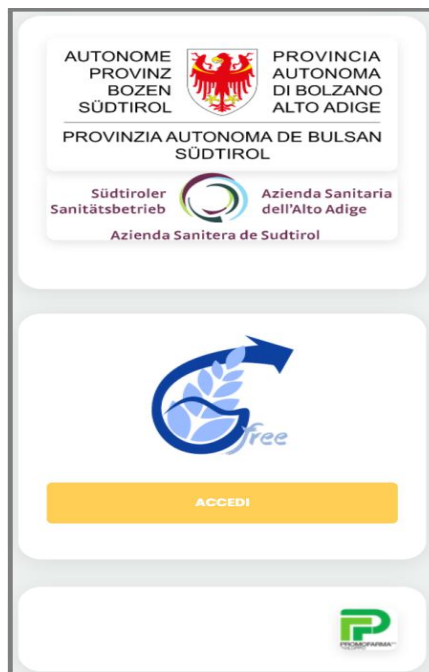 AUTONOME PROVINZ BOZEN SÜDTIROL
PROVINCIA AUTONOMA DI BOLZANO ALTO ADIGE
PROVINZIA AUTONOMA DE BULSAN
SÜDTIROL
Südtiroler Sanitätsbetrieb
Azienda Sanitaria dell'Alto Adige
Azienda Sanitera de Sudtirol
G free
ACCEDI
PROMOFARMA